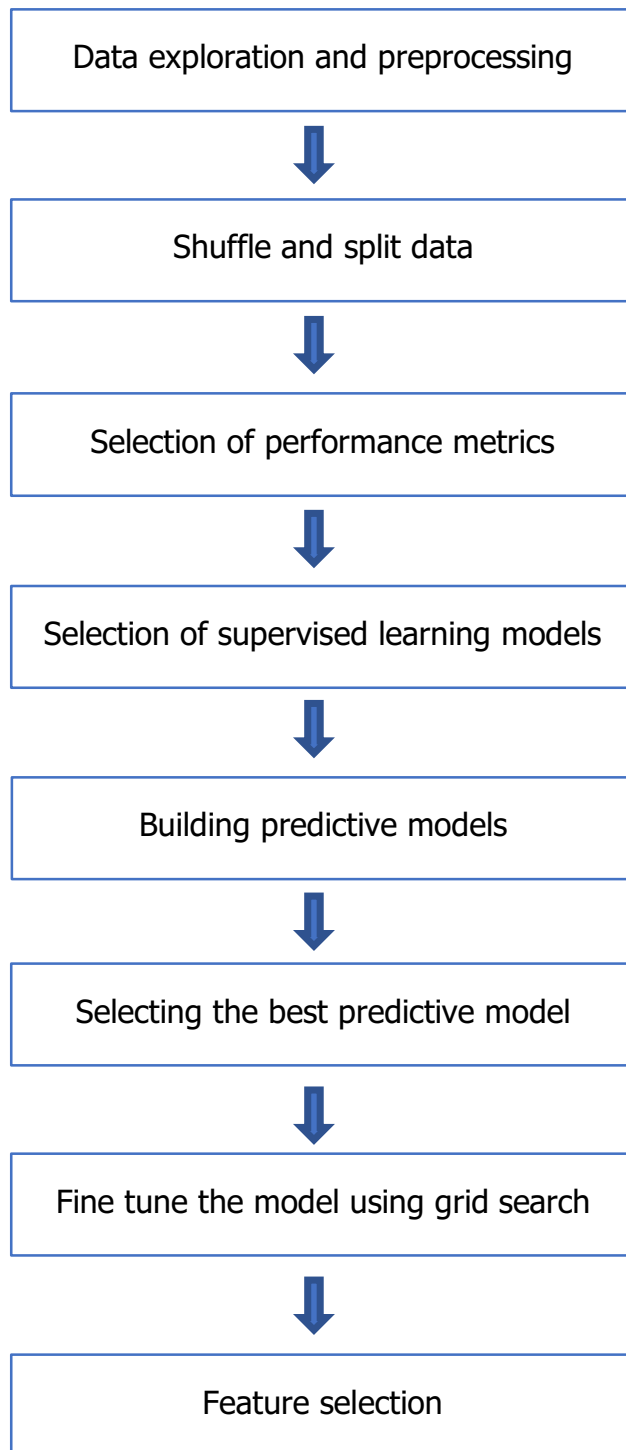 Data exploration and preprocessing
Shuffle and split data
Selection of performance metrics
Selection of supervised learning models
Building predictive models
Selecting the best predictive model
Fine tune the model using grid search
Feature selection